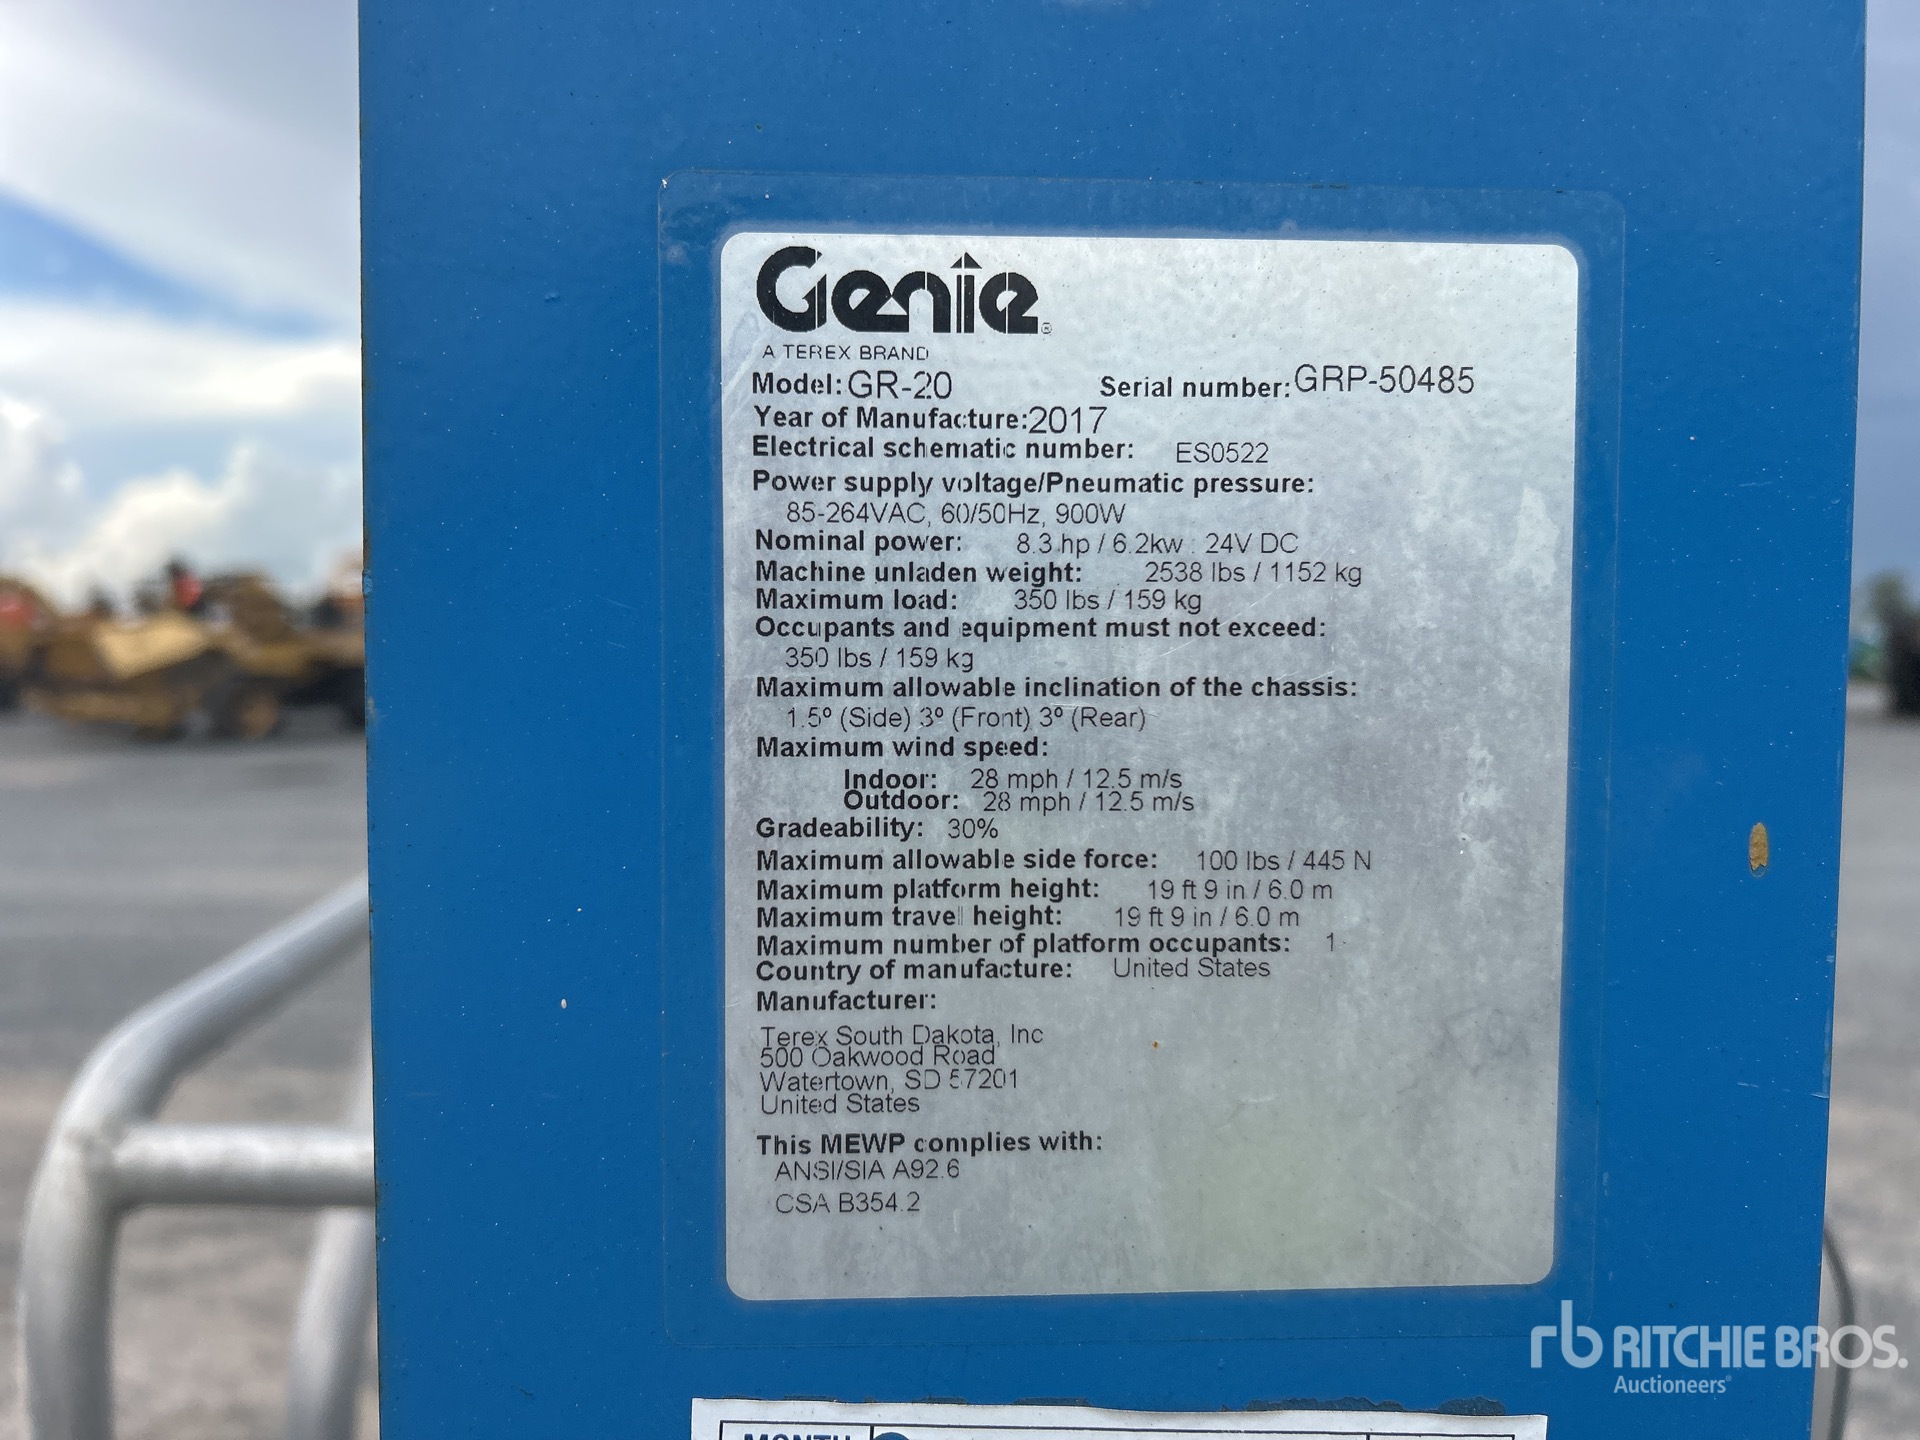 Genie®
A TEREX BRAND
Model: GR-20 Serial number: GRP-50485
Year of Manufacture: 2017
Electrical schematic number: ES0522
Power supply voltage/Pneumatic pressure:
85-264VAC, 60/50Hz, 900W
Nominal power: 8.3 hp / 6.2kw : 24V DC
Machine unladen weight: 2538 lbs / 1152 kg
Maximum load: 350 lbs / 159 kg
Occupants and equipment must not exceed:
350 lbs / 159 kg
Maximum allowable inclination of the chassis:
1.5º (Side) 3º (Front) 3º (Rear)
Maximum wind speed:
Indoor: 28 mph / 12.5 m/s
Outdoor: 28 mph / 12.5 m/s
Gradeability: 30%
Maximum allowable side force: 100 lbs / 445 N
Maximum platform height: 19 ft 9 in / 6.0 m
Maximum travel height: 19 ft 9 in / 6.0 m
Maximum number of platform occupants: 1
Country of manufacture: United States
Manufacturer:
Terex South Dakota, Inc
500 Oakwood Road
Watertown, SD 57201
United States
This MEWP complies with:
ANSI/SIA A92.6
CSA B354.2
rb RITCHIE BROS.
Auctioneers
MONTH